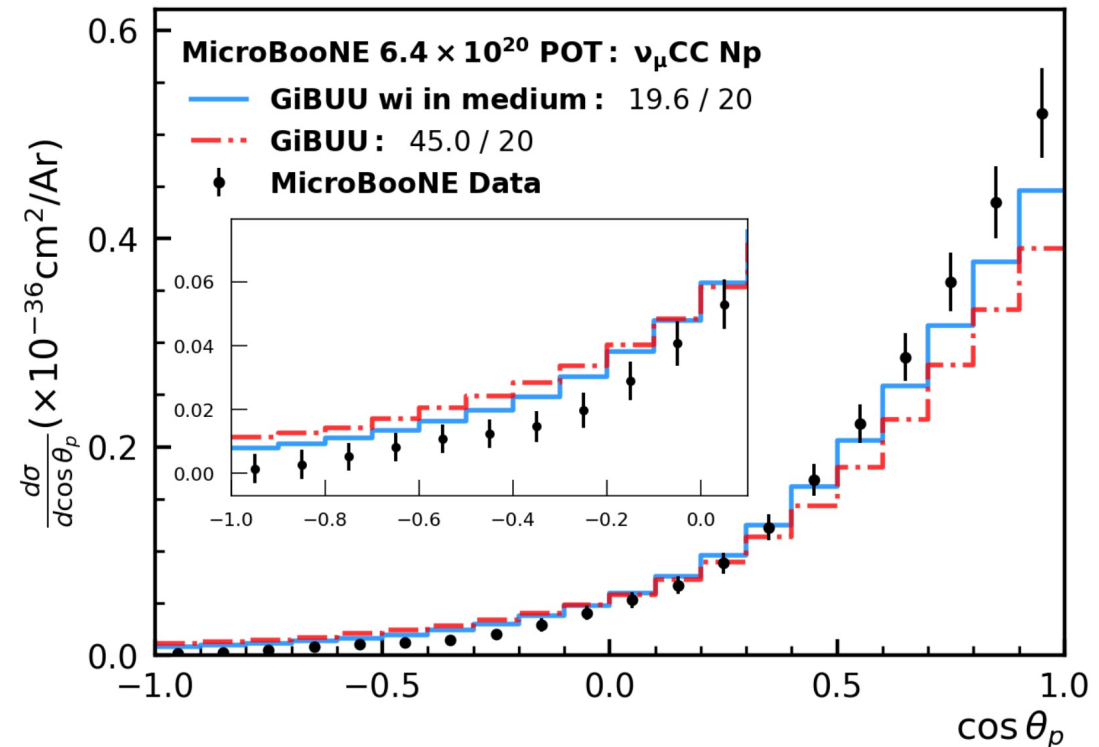 MicroBooNE 6.4 × 10²⁰ POT : νμCC Np
GiBUU wi in medium : 19.6 / 20
GiBUU : 45.0 / 20
MicroBooNE Data
dσ/dcos θp (×10⁻³⁶cm²/Ar)
0.6
0.4
0.2
0.0
0.06
0.04
0.02
0.00
−1.0 −0.8 −0.6 −0.4 −0.2 0.0
−1.0 −0.5 0.0 0.5 1.0
cos θp